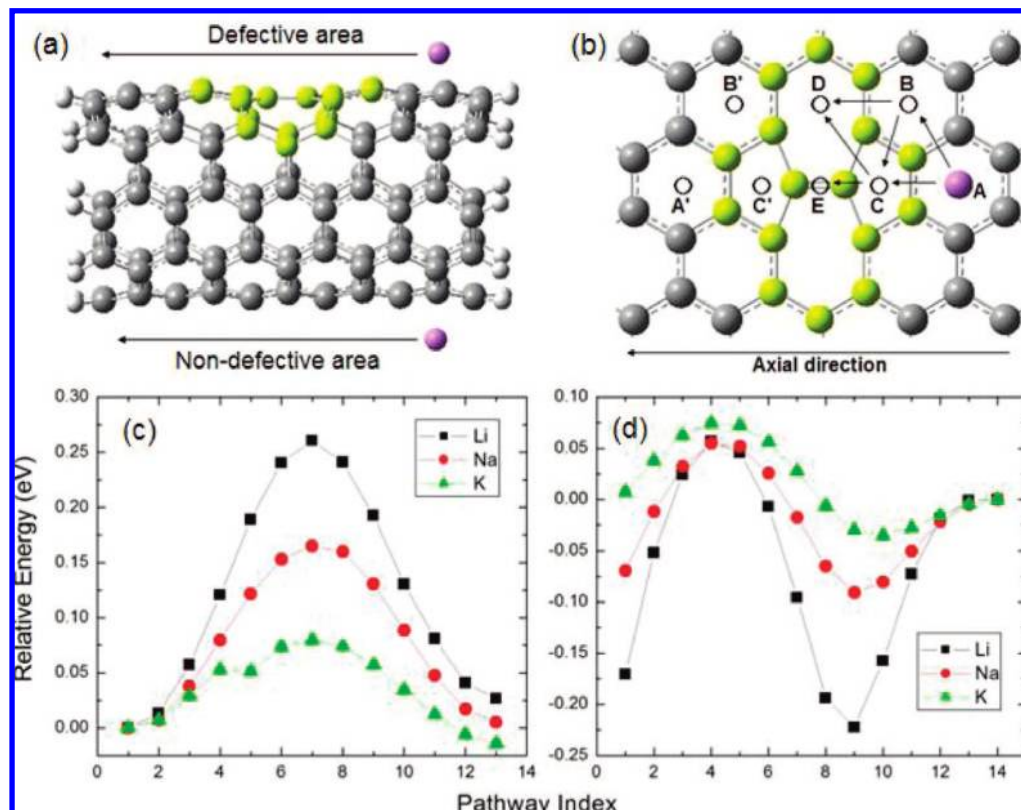 (a)
Defective area
Non-defective area
(b)
B'
D
B
A'
C'
E
C
A
Axial direction
(c)
Li
Na
K
0.30
0.25
0.20
0.15
0.10
0.05
0.00
0 2 4 6 8 10 12 14
Relative Energy (eV)
(d)
Li
Na
K
0.10
0.05
0.00
-0.05
-0.10
-0.15
-0.20
-0.25
0 2 4 6 8 10 12 14
Pathway Index